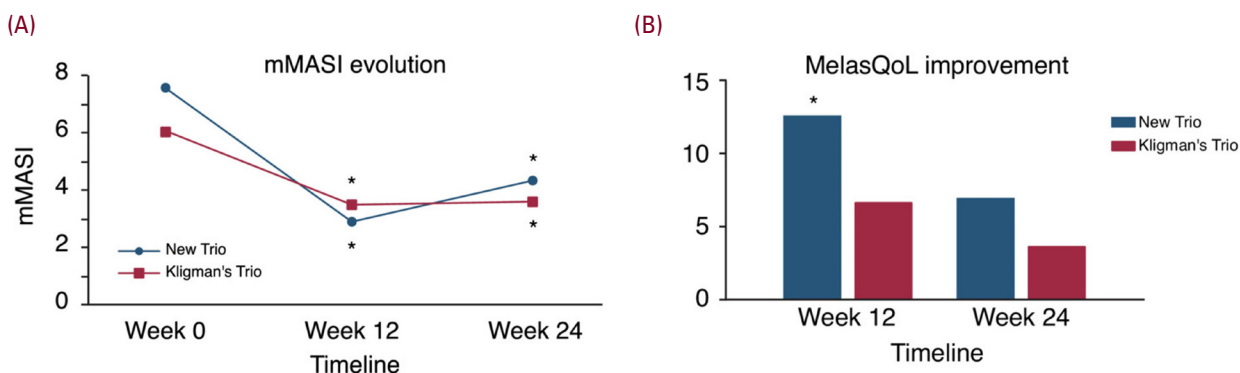 (A)
mMASI evolution
8
6
4
2
0
mMASI
* *
* *
New Trio
Kligman's Trio
Week 0 Week 12 Week 24
Timeline
(B)
MelasQoL improvement
15
10
5
0
*
New Trio
Kligman's Trio
Week 12 Week 24
Timeline